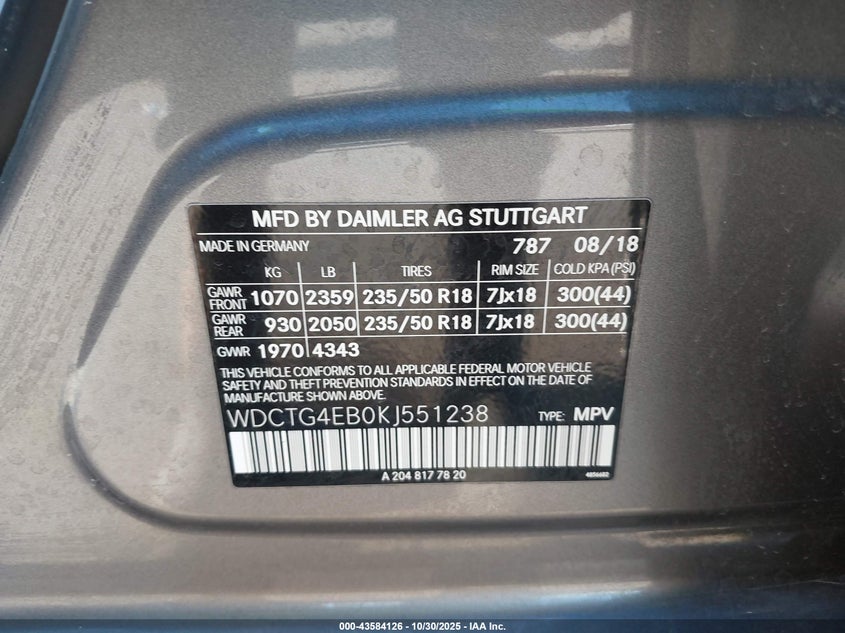 MFD BY DAIMLER AG STUTTGART
MADE IN GERMANY 787 08/18
KG LB TIRES RIM SIZE COLD KPA (PSI)
GAWR FRONT 1070 2359 235/50 R18 7Jx18 300(44)
GAWR REAR 930 2050 235/50 R18 7Jx18 300(44)
GVWR 1970 4343
THIS VEHICLE CONFORMS TO ALL APPLICABLE FEDERAL MOTOR VEHICLE
SAFETY AND THEFT PREVENTION STANDARDS IN EFFECT ON THE DATE OF
MANUFACTURE SHOWN ABOVE.
WDCTG4EB0KJ551238 TYPE: MPV
A 204 817 78 20
000-43584126 - 10/30/2025 - IAA Inc.